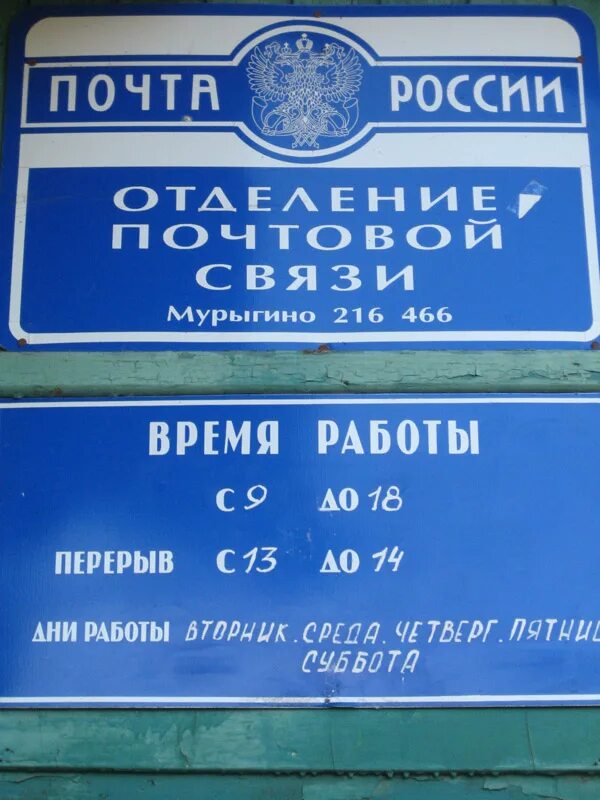 ПОЧТА РОССИИ
ОТДЕЛЕНИЕ
ПОЧТОВОЙ
СВЯЗИ
Мурыгино 216 466
ВРЕМЯ РАБОТЫ
С 9 ДО 18
ПЕРЕРЫВ С 13 ДО 14
ДНИ РАБОТЫ ВТОРНИК. СРЕДА. ЧЕТВЕРГ. ПЯТНИЦ
СУББОТА